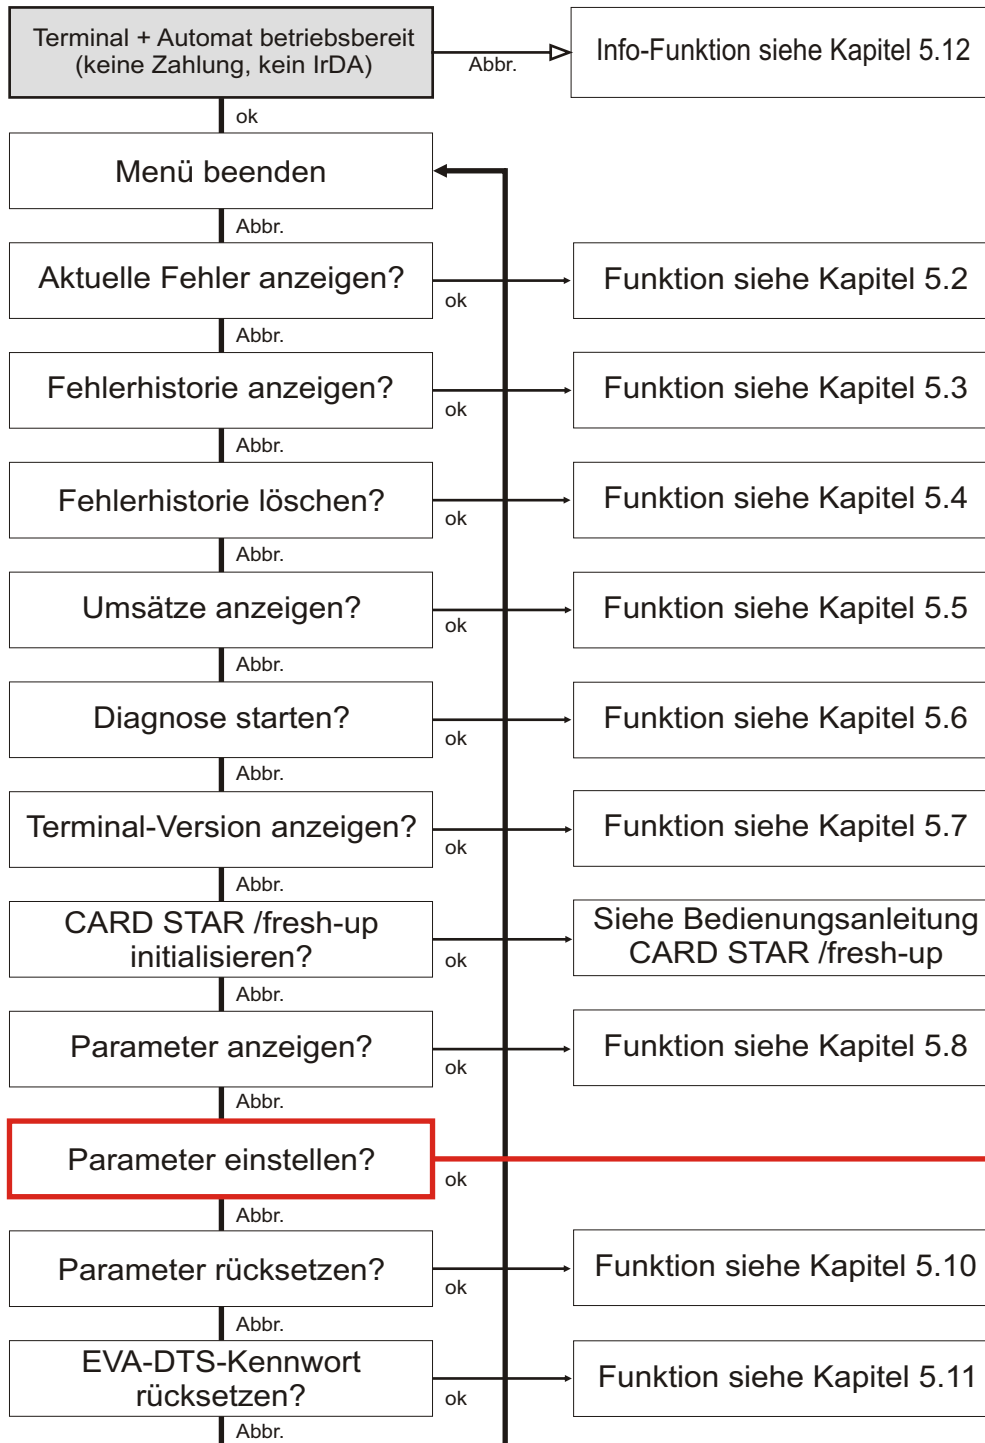 Terminal + Automat betriebsbereit
(keine Zahlung, kein IrDA)
Abbr.
Info-Funktion siehe Kapitel 5.12
ok
Menü beenden
Abbr.
Aktuelle Fehler anzeigen?
ok
Funktion siehe Kapitel 5.2
Abbr.
Fehlerhistorie anzeigen?
ok
Funktion siehe Kapitel 5.3
Abbr.
Fehlerhistorie löschen?
ok
Funktion siehe Kapitel 5.4
Abbr.
Umsätze anzeigen?
ok
Funktion siehe Kapitel 5.5
Abbr.
Diagnose starten?
ok
Funktion siehe Kapitel 5.6
Abbr.
Terminal-Version anzeigen?
ok
Funktion siehe Kapitel 5.7
Abbr.
CARD STAR /fresh-up
initialisieren?
ok
Siehe Bedienungsanleitung
CARD STAR /fresh-up
Abbr.
Parameter anzeigen?
ok
Funktion siehe Kapitel 5.8
Abbr.
Parameter einstellen?
ok
Abbr.
Parameter rücksetzen?
ok
Funktion siehe Kapitel 5.10
Abbr.
EVA-DTS-Kennwort
rücksetzen?
ok
Funktion siehe Kapitel 5.11
Abbr.